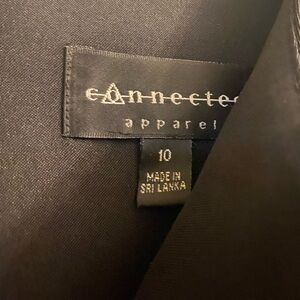 connected
apparel
10
MADE IN
SRI LANKA